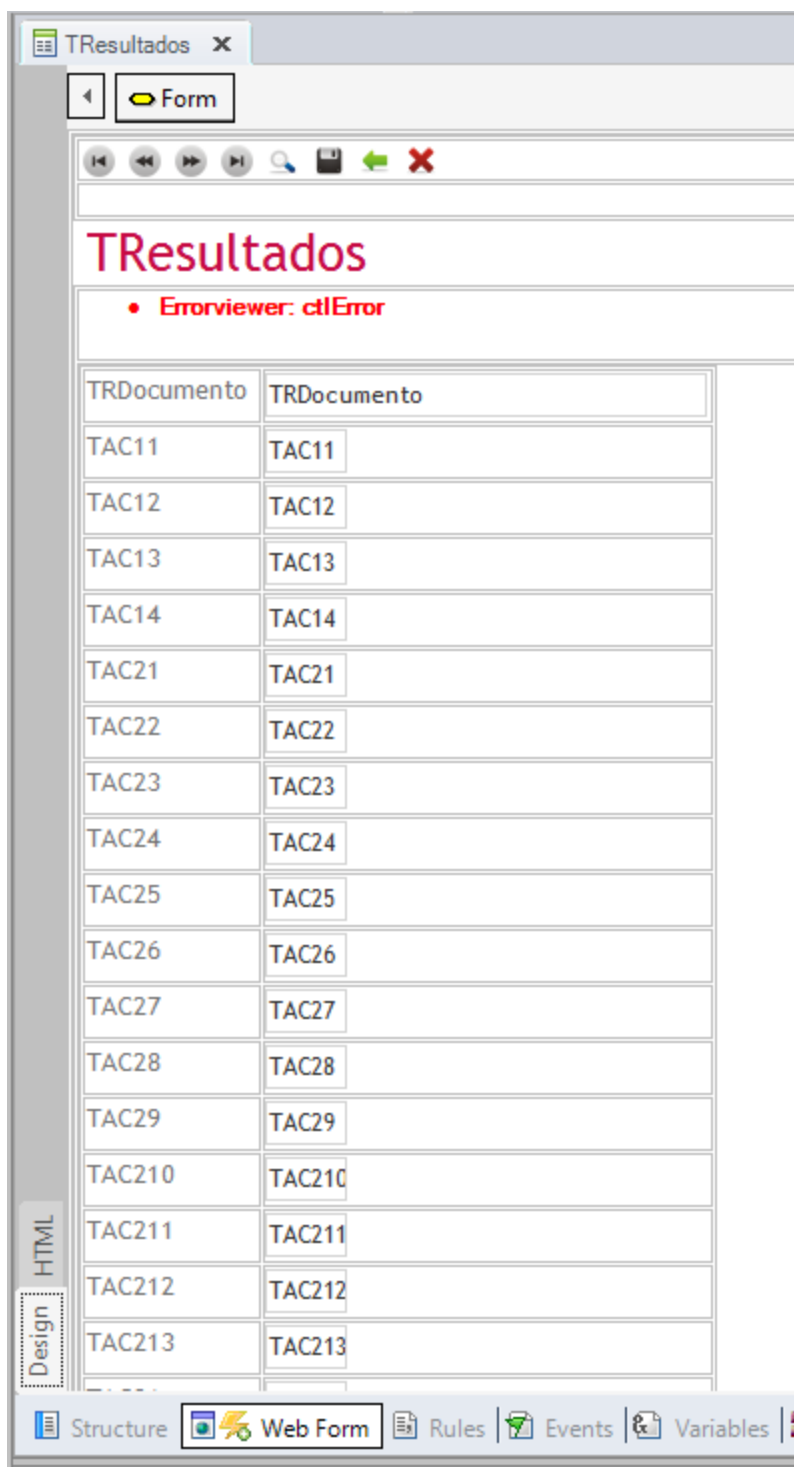 TResultados
Form
TResultados
Errorviewer: ctlError
TRDocumento TRDocumento
TAC11 TAC11
TAC12 TAC12
TAC13 TAC13
TAC14 TAC14
TAC21 TAC21
TAC22 TAC22
TAC23 TAC23
TAC24 TAC24
TAC25 TAC25
TAC26 TAC26
TAC27 TAC27
TAC28 TAC28
TAC29 TAC29
TAC210 TAC210
TAC211 TAC211
TAC212 TAC212
TAC213 TAC213
HTML
Design
Structure Web Form Rules Events Variables